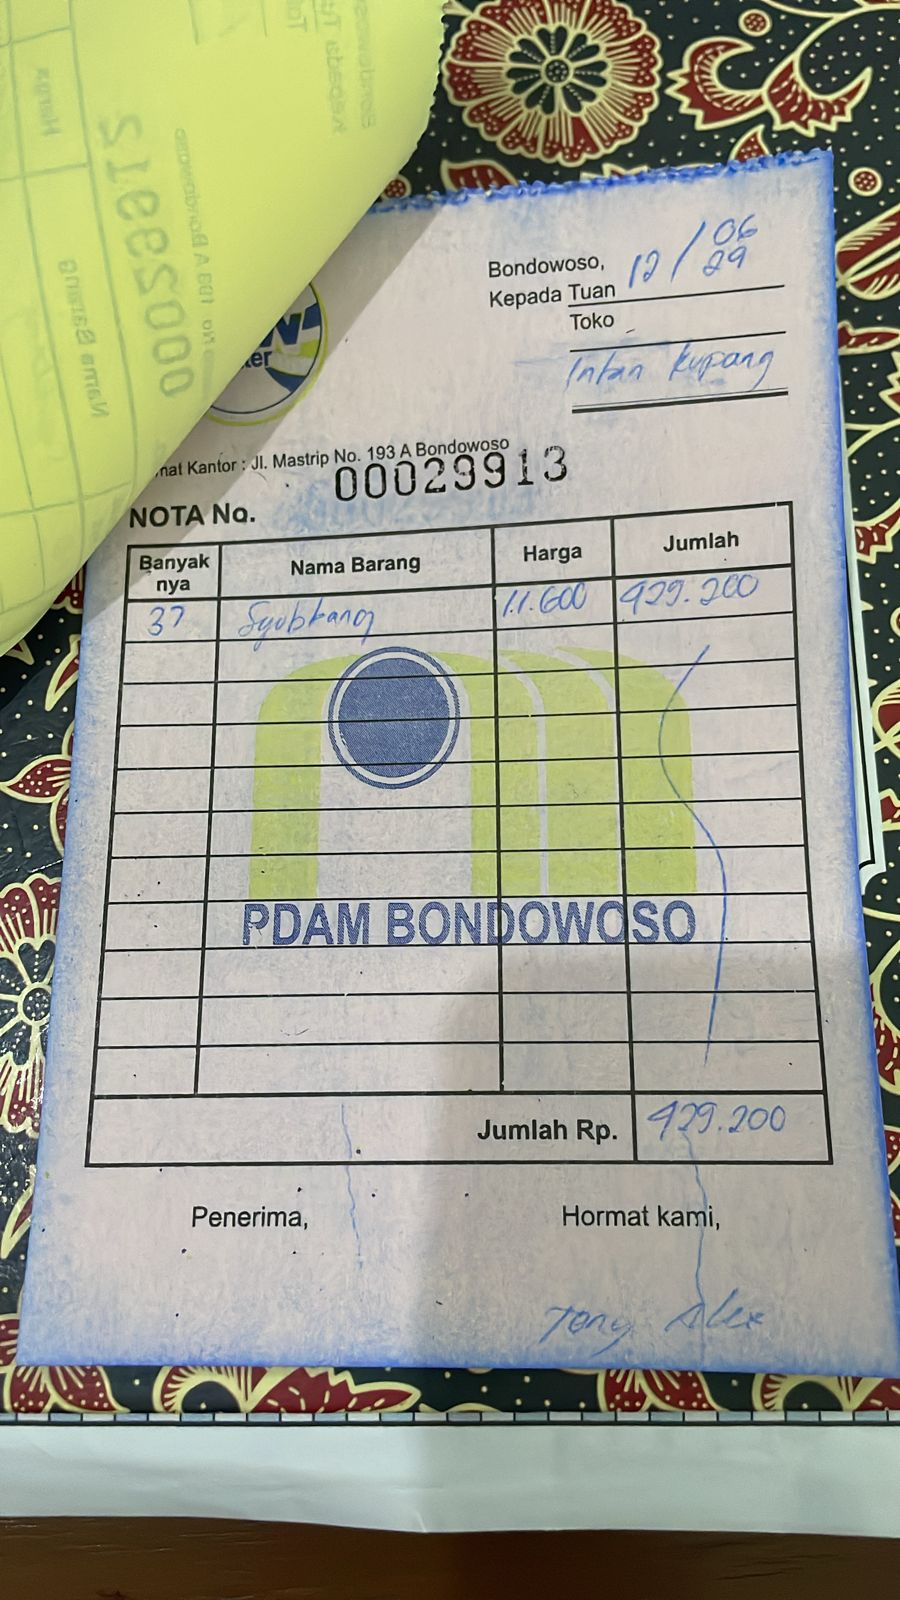 Harga
Nama Barang
00029912
Bondowoso, 12 / 06
29
Kepada Tuan
Toko
Intan Kupang
ter
mat Kantor : Jl. Mastrip No. 193 A Bondowoso
00029913
NOTA No.
Banyak nya Nama Barang Harga Jumlah
37 11.600 429.200
PDAM BONDOWOSO
Jumlah Rp. 429.200
Penerima, Hormat kami,
Tony Alex